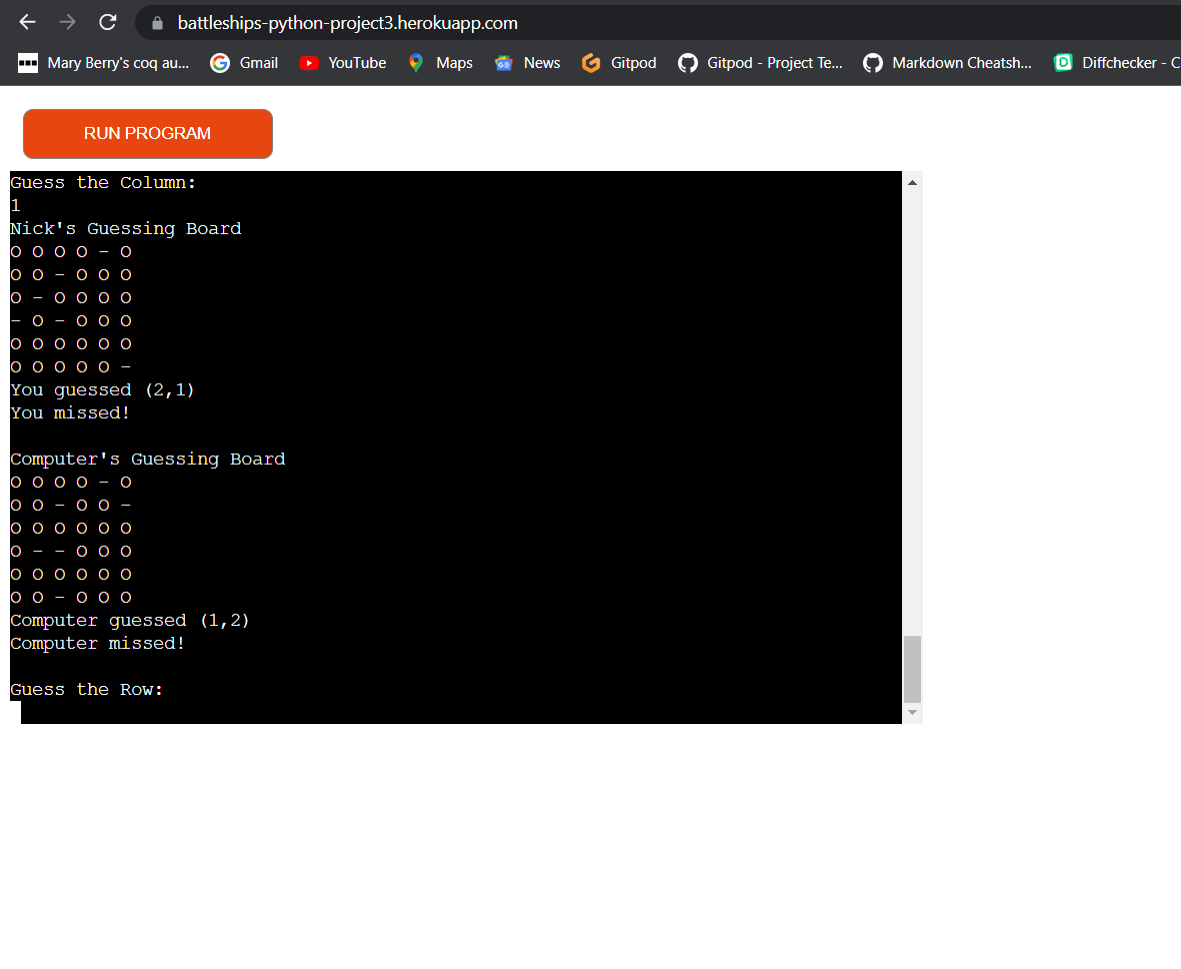 battleships-python-project3.herokuapp.com
Mary Berry's coq au... Gmail YouTube Maps News Gitpod Gitpod - Project Te... Markdown Cheatsh... Diffchecker - C
RUN PROGRAM
Guess the Column:
1
Nick's Guessing Board
O O O O - O
O O - O O O
O - O O O O
- O - O O O
O O O O O O
O O O O O -
You guessed (2,1)
You missed!
Computer's Guessing Board
O O O O - O
O O - O O -
O O O O O O
O - - O O O
O O O O O O
O O - O O O
Computer guessed (1,2)
Computer missed!
Guess the Row: